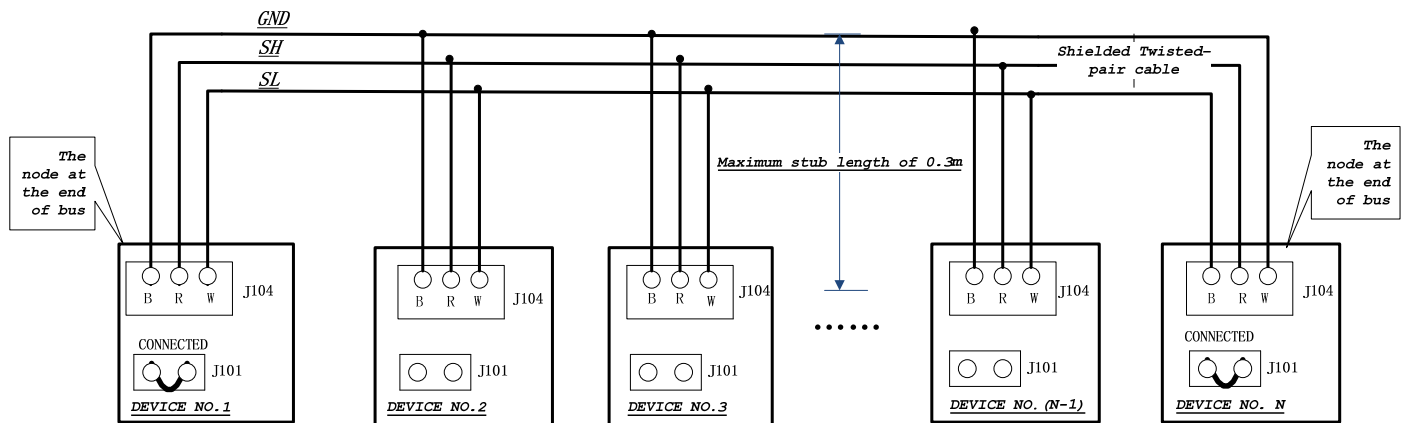 GND
SH
SL
Shielded Twisted-
pair cable
Maximum stub length of 0.3m
The
node at
the end
of bus
The
node at
the end
of bus
B R W J104
B R W J104
B R W J104
B R W J104
B R W J104
......
CONNECTED
J101
J101
J101
J101
CONNECTED
J101
DEVICE NO.1
DEVICE NO.2
DEVICE NO.3
DEVICE NO.(N-1)
DEVICE NO. N